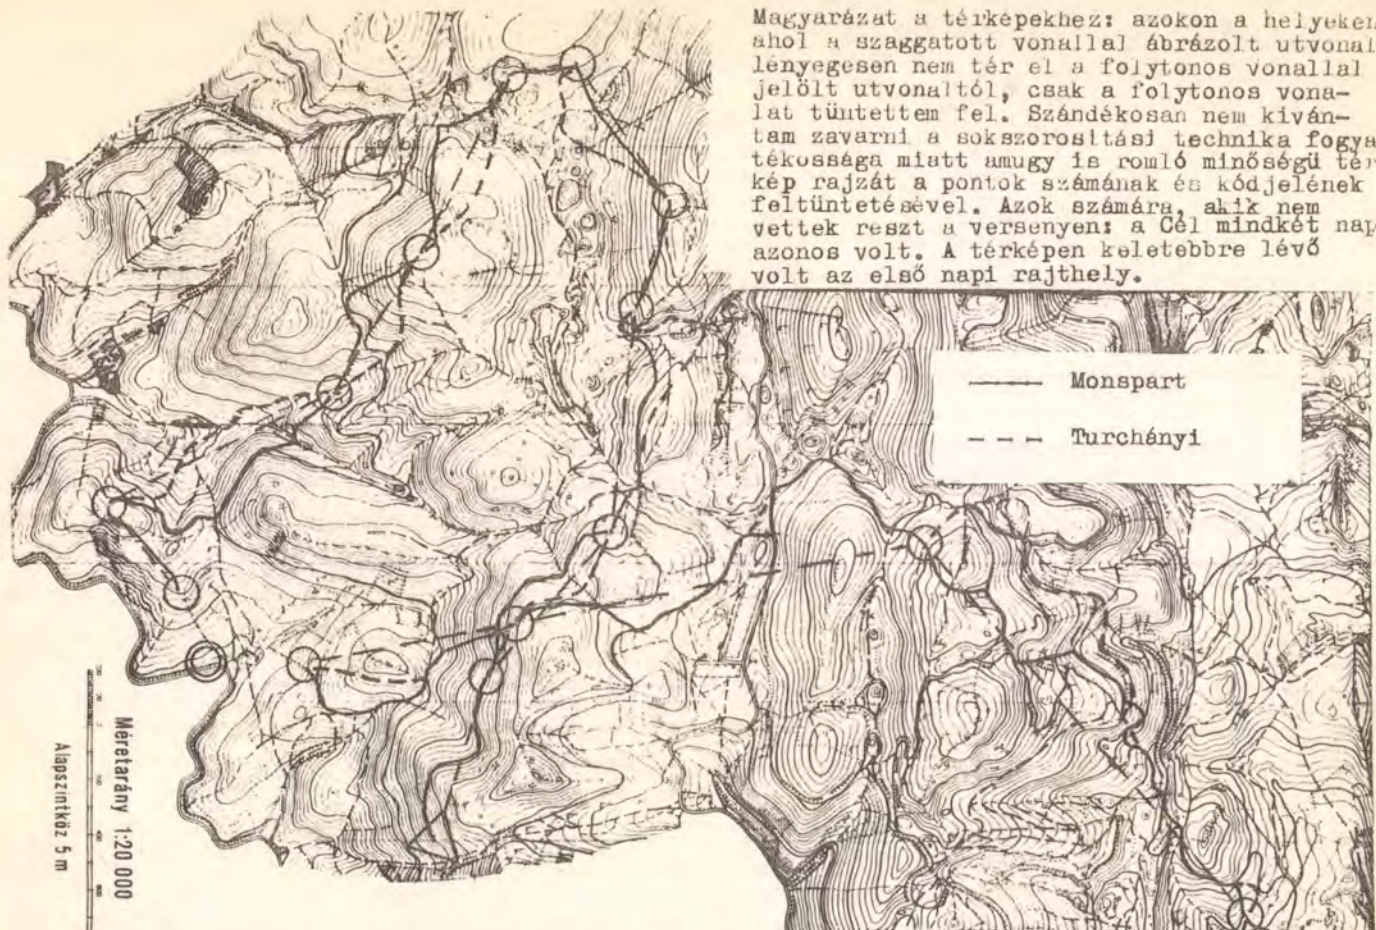 Magyarázat a térképekhez: azokon a helyeken
ahol a szaggatott vonallal ábrázolt utvonal
lényegesen nem tér el a folytonos vonallal
jelölt utvonaltól, csak a folytonos vona-
lat tüntettem fel. Szándékosan nem kiván-
tam zavarni a sokszorositási technika fogya
tékossága miatt amugy is romló minőségü tér
kép rajzát a pontok számának és kódjelének
feltüntetésével. Azok számára, akik nem
vettek reszt a versenyen: a Cél mindkét nap
azonos volt. A térképen keletebbre lévő
volt az első napi rajthely.
Monspart
Turchányi
Méretarány 1:20 000
Alapszintköz 5 m